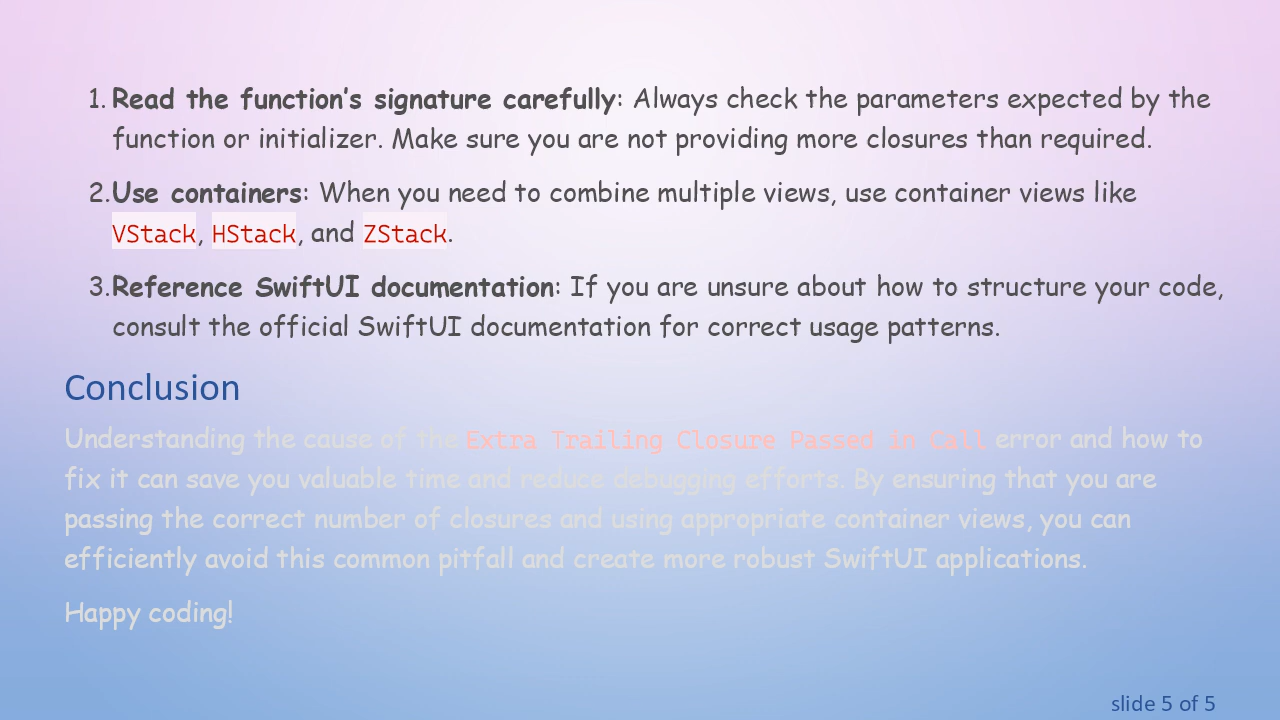 1. Read the function’s signature carefully: Always check the parameters expected by the
function or initializer. Make sure you are not providing more closures than required.
2. Use containers: When you need to combine multiple views, use container views like
VStack, HStack, and ZStack.
3. Reference SwiftUI documentation: If you are unsure about how to structure your code,
consult the official SwiftUI documentation for correct usage patterns.
Conclusion
Understanding the cause of the Extra Trailing Closure Passed in Call error and how to
fix it can save you valuable time and reduce debugging efforts. By ensuring that you are
passing the correct number of closures and using appropriate container views, you can
efficiently avoid this common pitfall and create more robust SwiftUI applications.
Happy coding!
slide 5 of 5